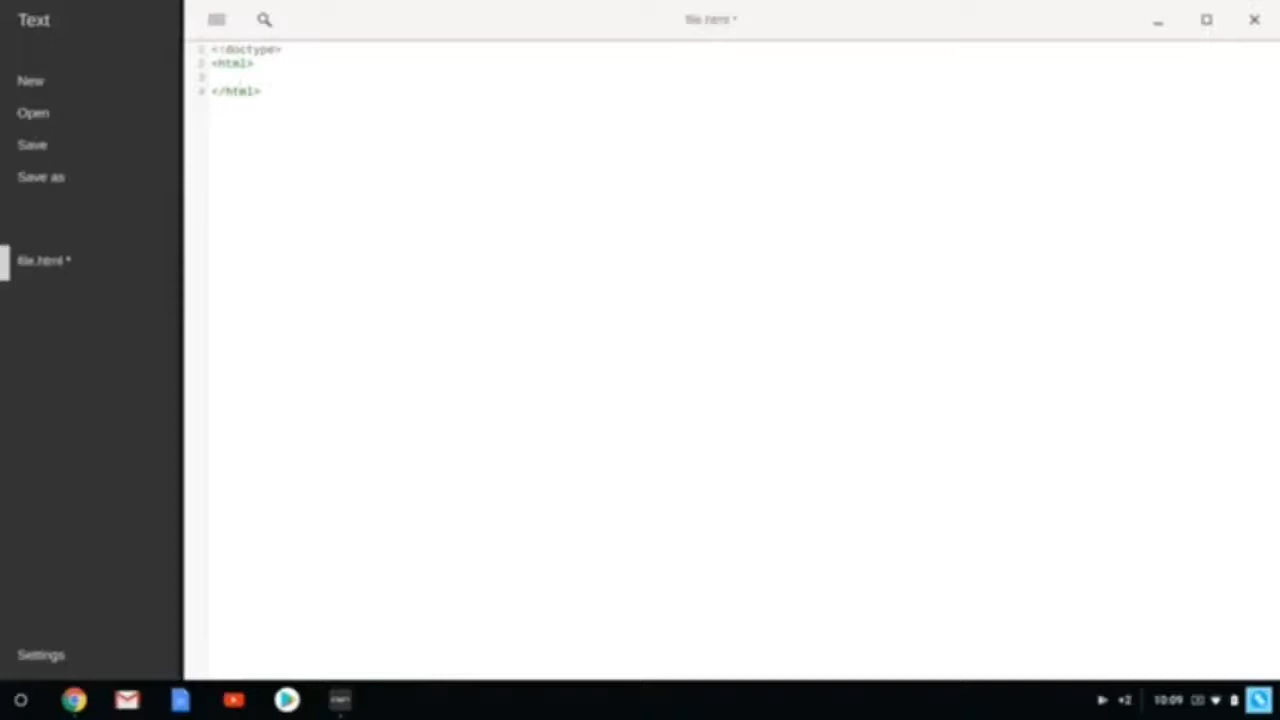 Text
file.html *
New
Open
Save
Save as
file.html *
Settings
1 <!doctype>
2 <html>
3
4 </html>
+2
10:09